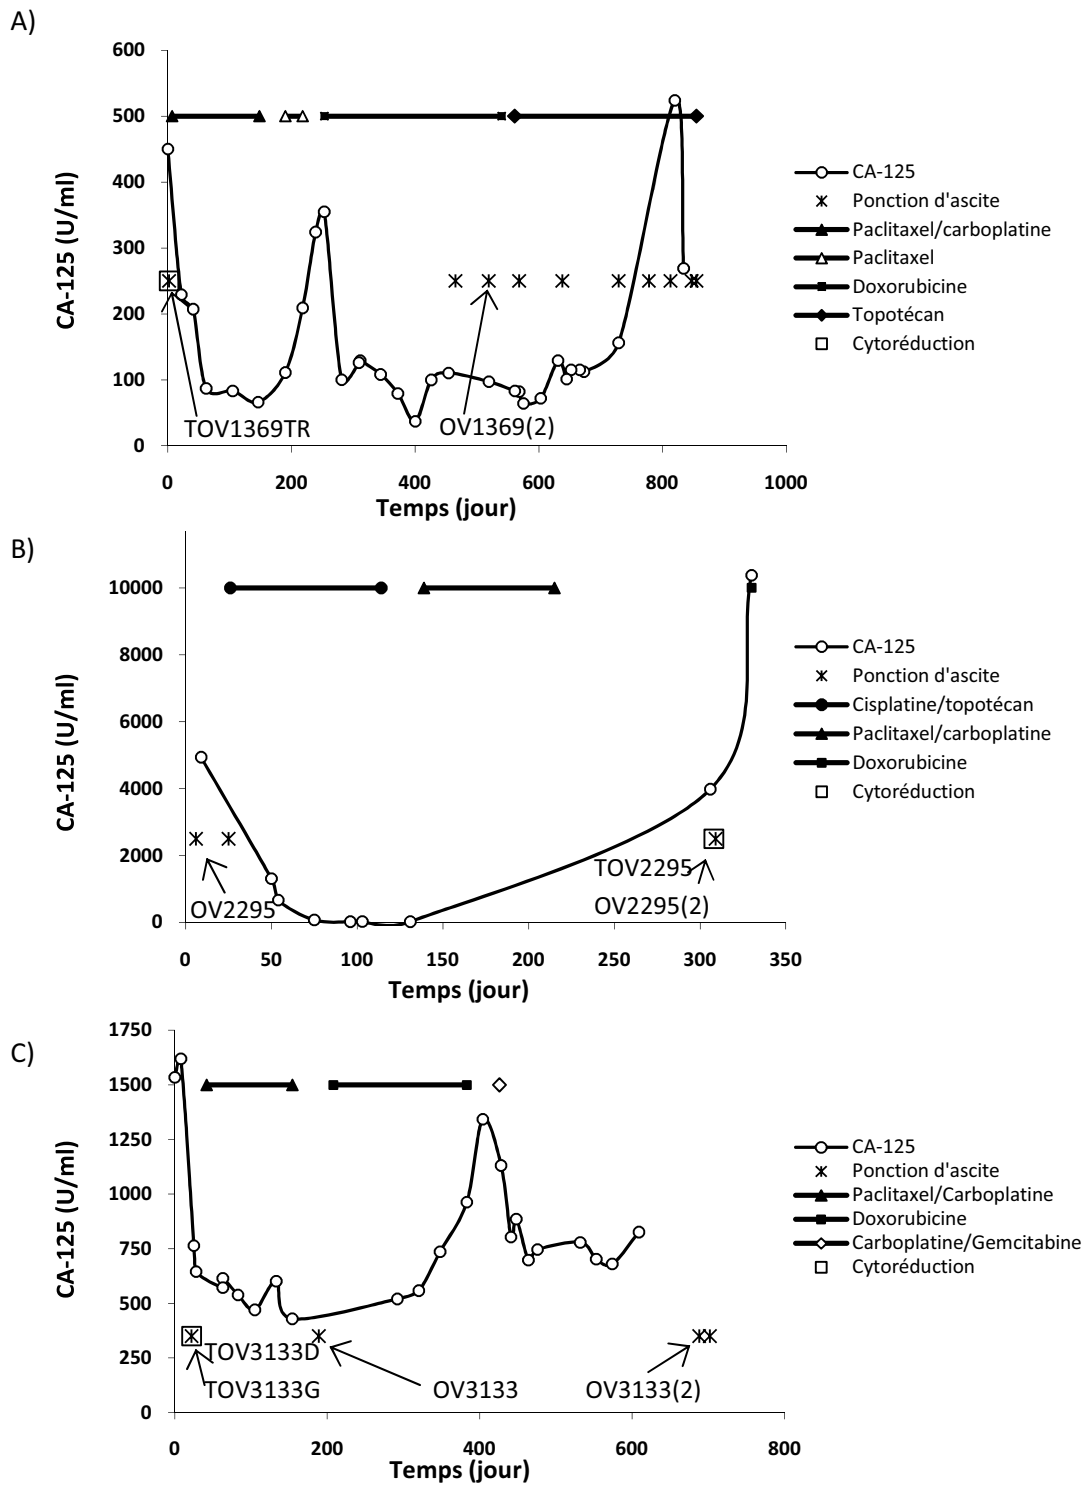 A)
600
500
400
300
200
100
0
CA-125 (U/ml)
0 200 400 600 800 1000
Temps (jour)
TOV1369TR
OV1369(2)
CA-125
Ponction d'ascite
Paclitaxel/carboplatine
Paclitaxel
Doxorubicine
Topotécan
Cytoréduction
B)
10000
8000
6000
4000
2000
0
CA-125 (U/ml)
0 50 100 150 200 250 300 350
Temps (jour)
OV2295
TOV2295
OV2295(2)
CA-125
Ponction d'ascite
Cisplatine/topotécan
Paclitaxel/carboplatine
Doxorubicine
Cytoréduction
C)
1750
1500
1250
1000
750
500
250
0
CA-125 (U/ml)
0 200 400 600 800
Temps (jour)
TOV3133D
TOV3133G
OV3133
OV3133(2)
CA-125
Ponction d'ascite
Paclitaxel/Carboplatine
Doxorubicine
Carboplatine/Gemcitabine
Cytoréduction